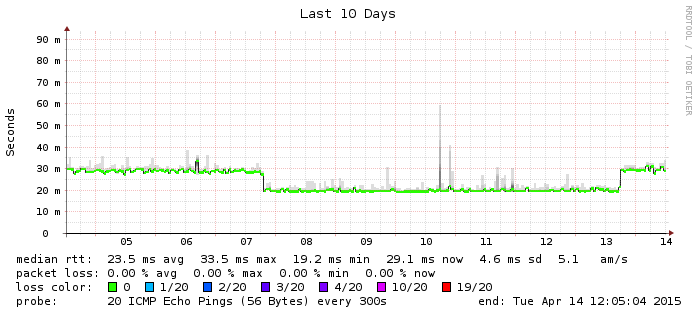 Last 10 Days
RRDTOOL / TOBI OETIKER
Seconds
90 m
80 m
70 m
60 m
50 m
40 m
30 m
20 m
10 m
0
05 06 07 08 09 10 11 12 13 14
median rtt: 23.5 ms avg 33.5 ms max 19.2 ms min 29.1 ms now 4.6 ms sd 5.1 am/s
packet loss: 0.00 % avg 0.00 % max 0.00 % min 0.00 % now
loss color: 0 1/20 2/20 3/20 4/20 10/20 19/20
probe: 20 ICMP Echo Pings (56 Bytes) every 300s end: Tue Apr 14 12:05:04 2015